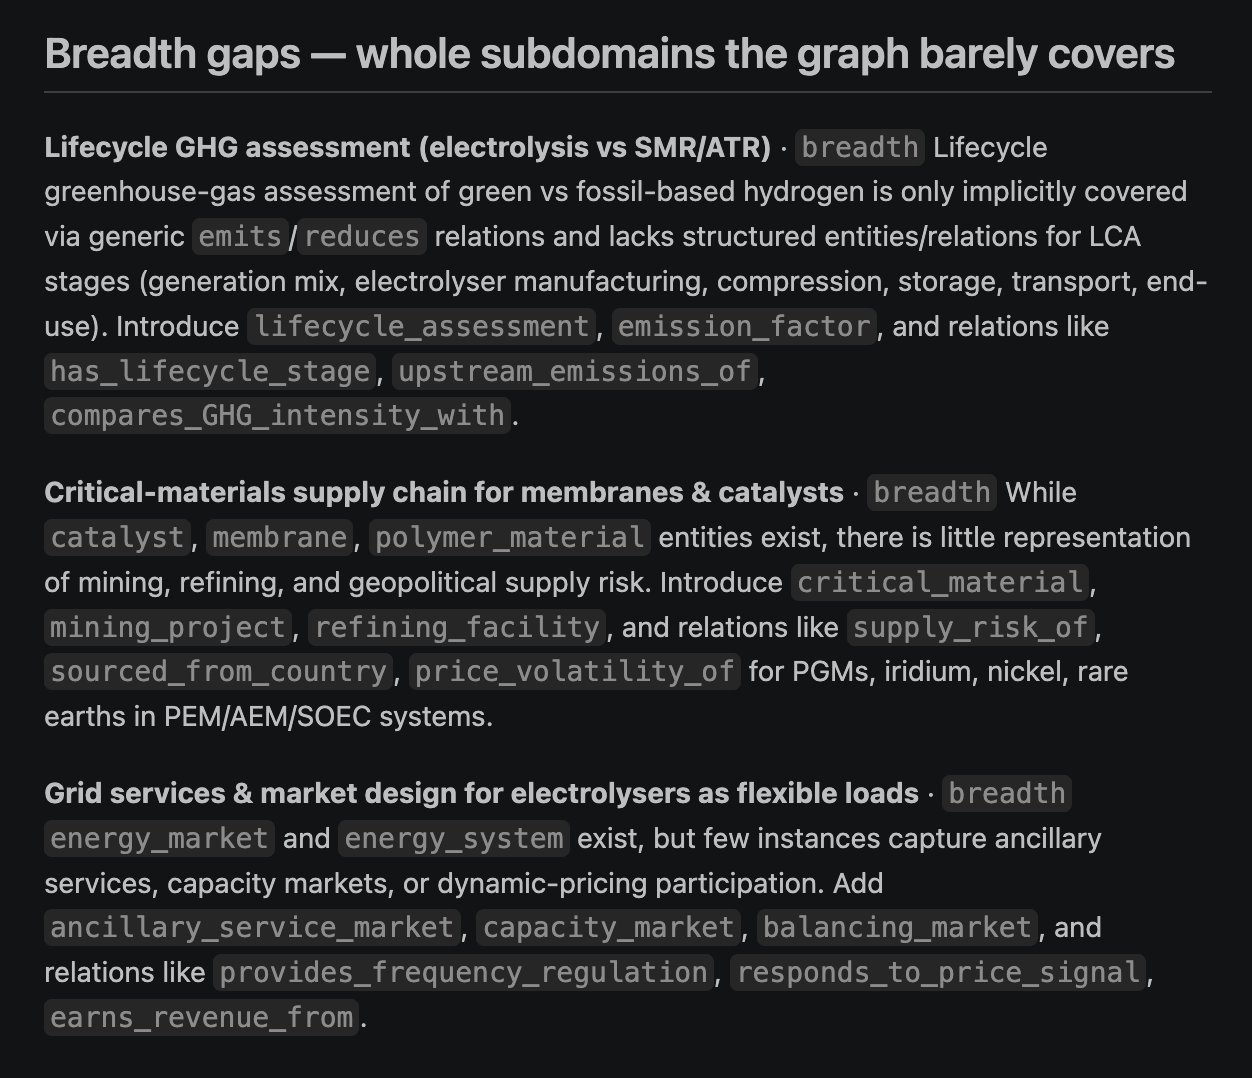 Breadth gaps — whole subdomains the graph barely covers
Lifecycle GHG assessment (electrolysis vs SMR/ATR) · breadth Lifecycle
greenhouse-gas assessment of green vs fossil-based hydrogen is only implicitly covered
via generic emits/reduces relations and lacks structured entities/relations for LCA
stages (generation mix, electrolyser manufacturing, compression, storage, transport, end-
use). Introduce lifecycle_assessment, emission_factor, and relations like
has_lifecycle_stage, upstream_emissions_of,
compares_GHG_intensity_with.
Critical-materials supply chain for membranes & catalysts · breadth While
catalyst, membrane, polymer_material entities exist, there is little representation
of mining, refining, and geopolitical supply risk. Introduce critical_material,
mining_project, refining_facility, and relations like supply_risk_of,
sourced_from_country, price_volatility_of for PGMs, iridium, nickel, rare
earths in PEM/AEM/SOEC systems.
Grid services & market design for electrolysers as flexible loads · breadth
energy_market and energy_system exist, but few instances capture ancillary
services, capacity markets, or dynamic-pricing participation. Add
ancillary_service_market, capacity_market, balancing_market, and
relations like provides_frequency_regulation, responds_to_price_signal,
earns_revenue_from.